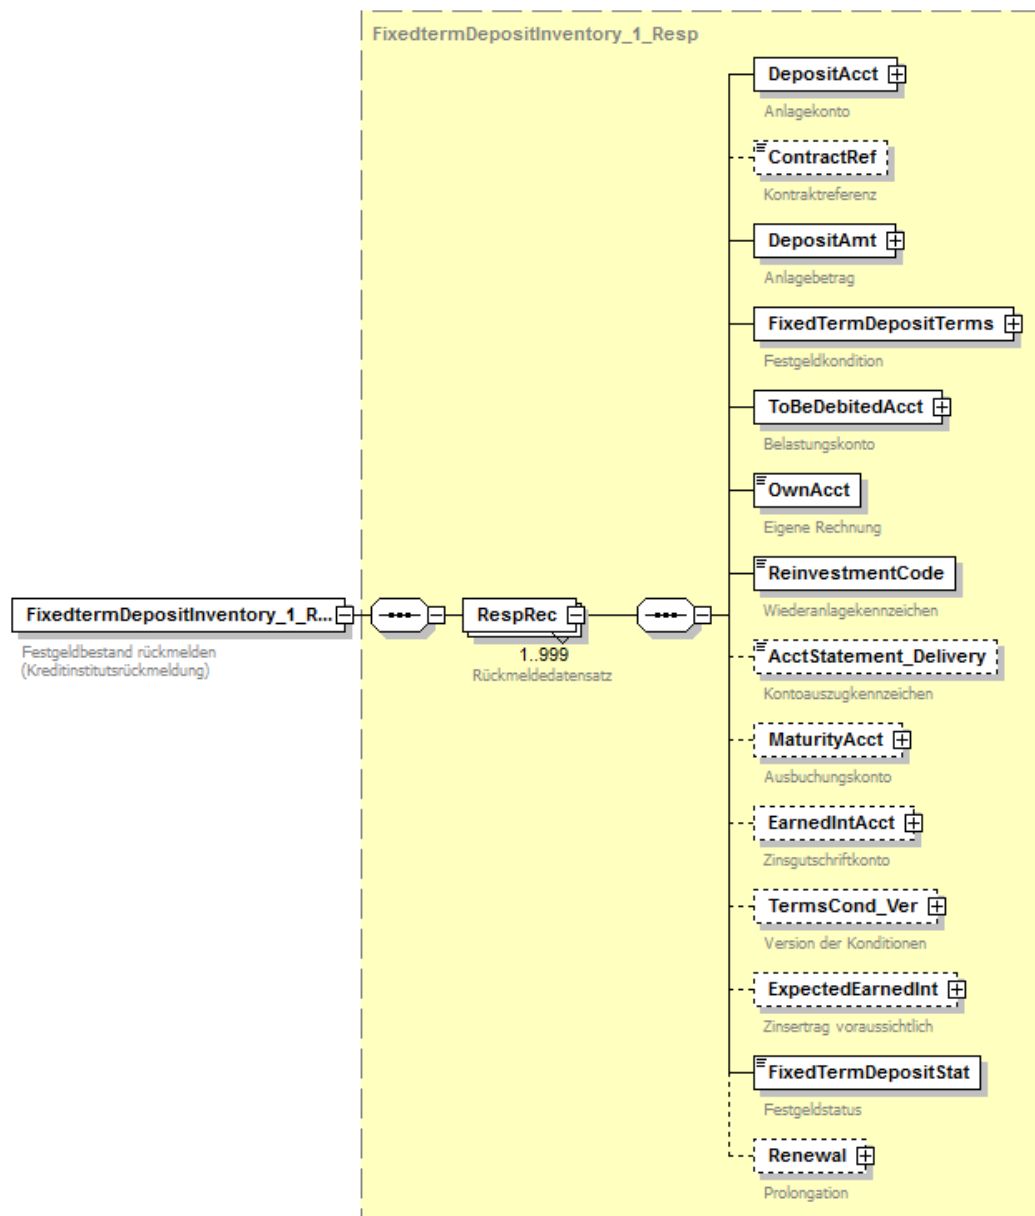 FixedtermDepositInventory_1_Resp
DepositAcct
Anlagekonto
ContractRef
Kontraktreferenz
DepositAmt
Anlagebetrag
FixedTermDepositTerms
Festgeldkondition
ToBeDebitedAcct
Belastungskonto
OwnAcct
Eigene Rechnung
ReinvestmentCode
Wiederanlagekennzeichen
FixedtermDepositInventory_1_R...
Festgeldbestand rückmelden
(Kreditinstitutsrückmeldung)
RespRec
1..999
Rückmeldedatensatz
AcctStatement_Delivery
Kontoauszugkennzeichen
MaturityAcct
Ausbuchungskonto
EarnedIntAcct
Zinsgutschriftkonto
TermsCond_Ver
Version der Konditionen
ExpectedEarnedInt
Zinsertrag voraussichtlich
FixedTermDepositStat
Festgeldstatus
Renewal
Prolongation